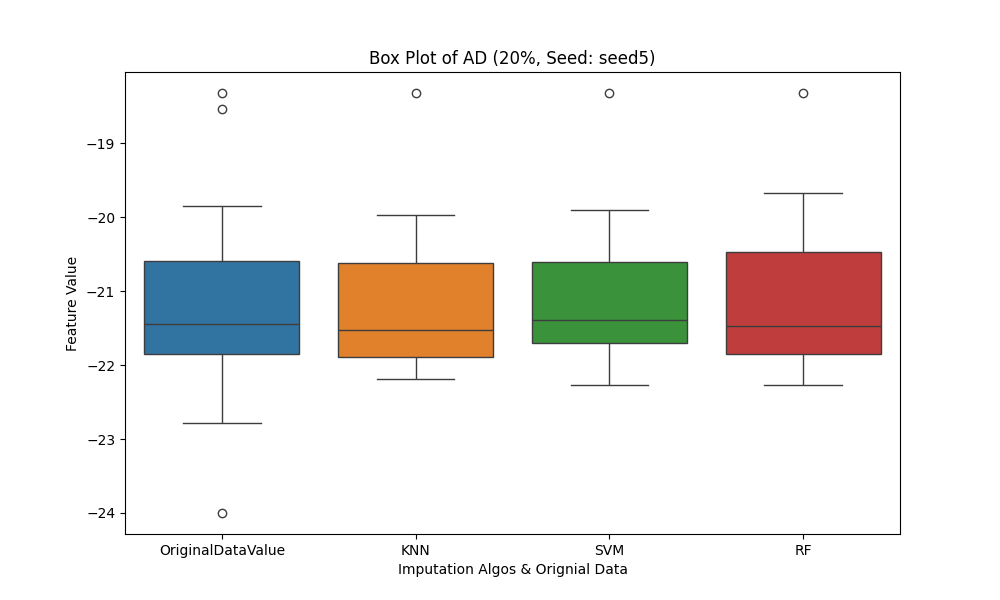 Box Plot of AD (20%, Seed: seed5)
Feature Value
−19
−20
−21
−22
−23
−24
OriginalDataValue KNN SVM RF
Imputation Algos & Orignial Data